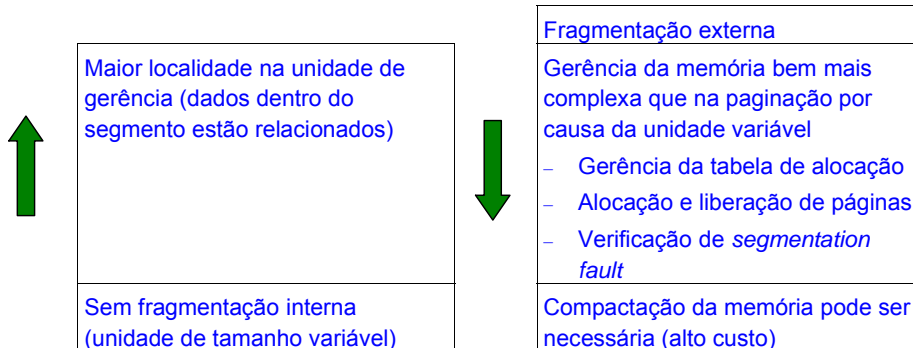 Maior localidade na unidade de
gerência (dados dentro do
segmento estão relacionados)
Sem fragmentação interna
(unidade de tamanho variável)
Fragmentação externa
Gerência da memória bem mais
complexa que na paginação por
causa da unidade variável
– Gerência da tabela de alocação
– Alocação e liberação de páginas
– Verificação de segmentation
fault
Compactação da memória pode ser
necessária (alto custo)